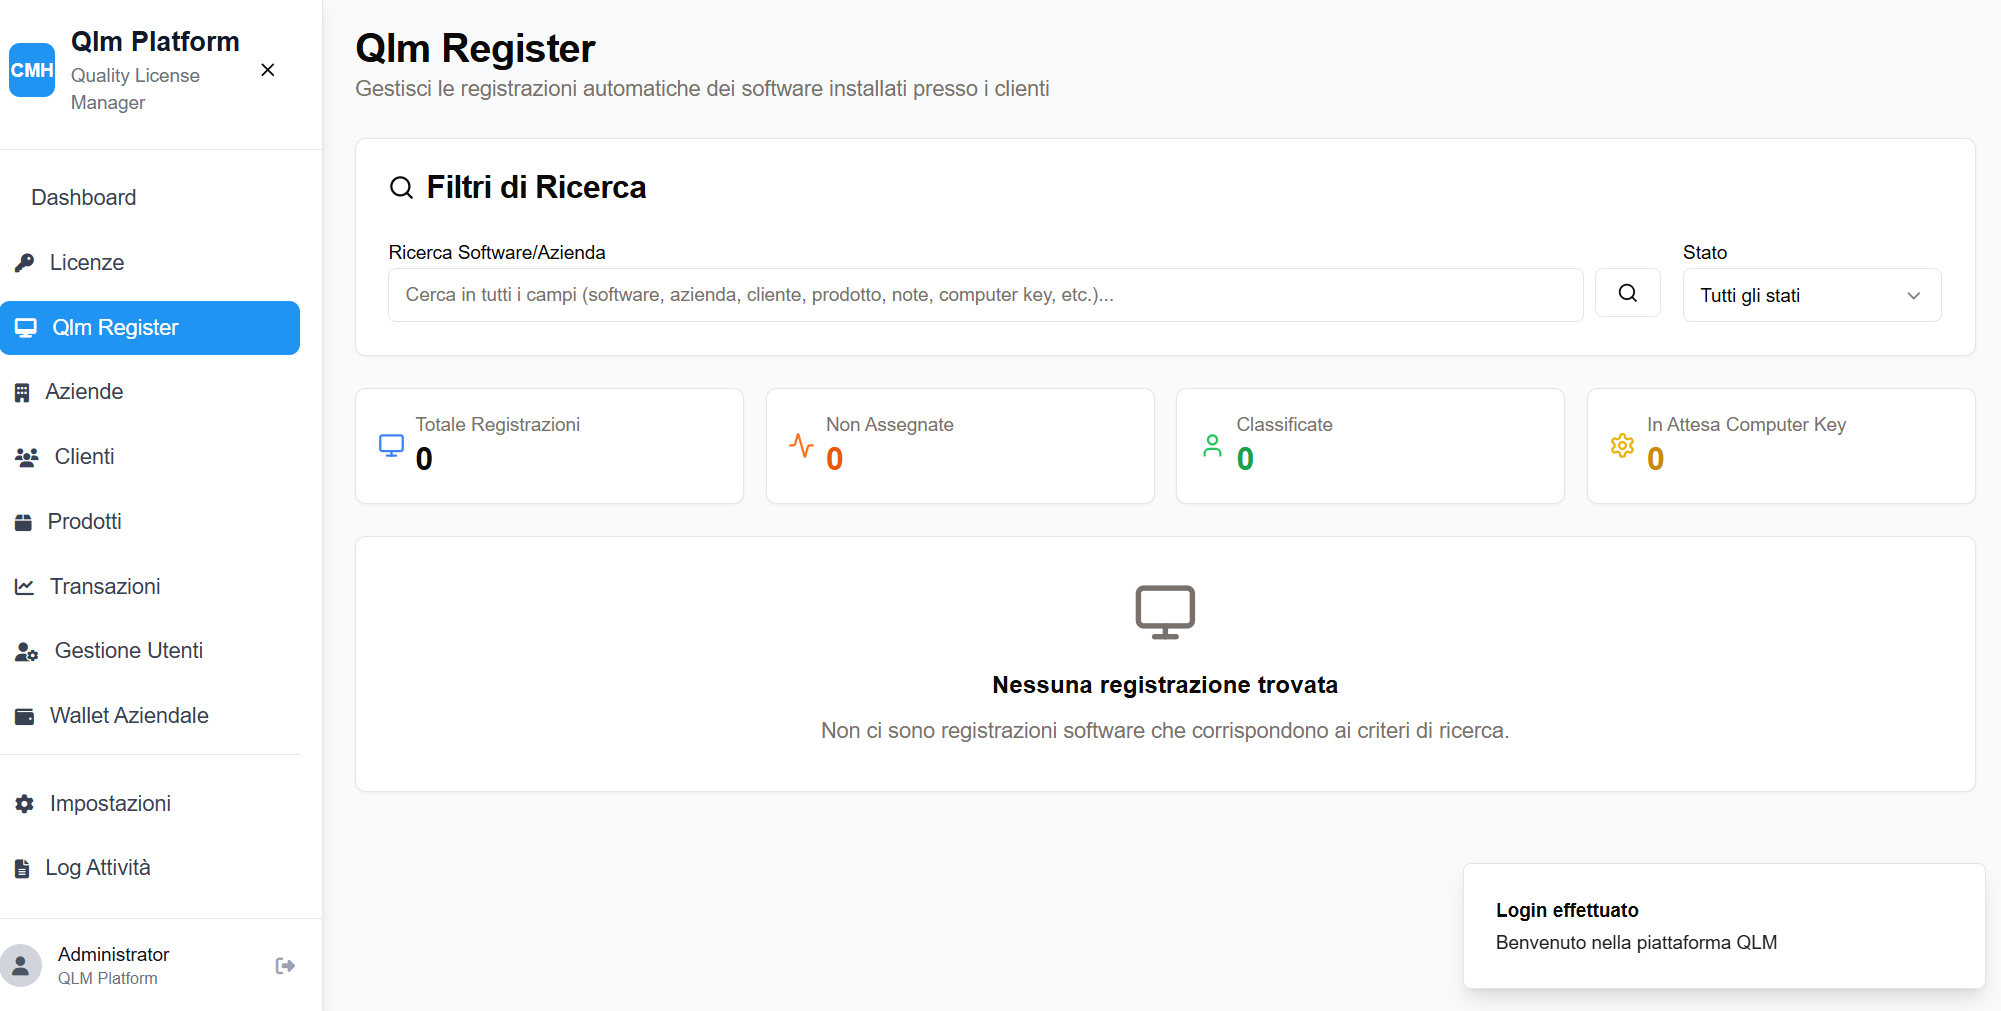 CMH
Qlm Platform
Quality License
Manager
Dashboard
Licenze
Qlm Register
Aziende
Clienti
Prodotti
Transazioni
Gestione Utenti
Wallet Aziendale
Impostazioni
Log Attività
Administrator
QLM Platform
Qlm Register
Gestisci le registrazioni automatiche dei software installati presso i clienti
Filtri di Ricerca
Ricerca Software/Azienda
Cerca in tutti i campi (software, azienda, cliente, prodotto, note, computer key, etc.)...
Stato
Tutti gli stati
Totale Registrazioni
0
Non Assegnate
0
Classificate
0
In Attesa Computer Key
0
Nessuna registrazione trovata
Non ci sono registrazioni software che corrispondono ai criteri di ricerca.
Login effettuato
Benvenuto nella piattaforma QLM